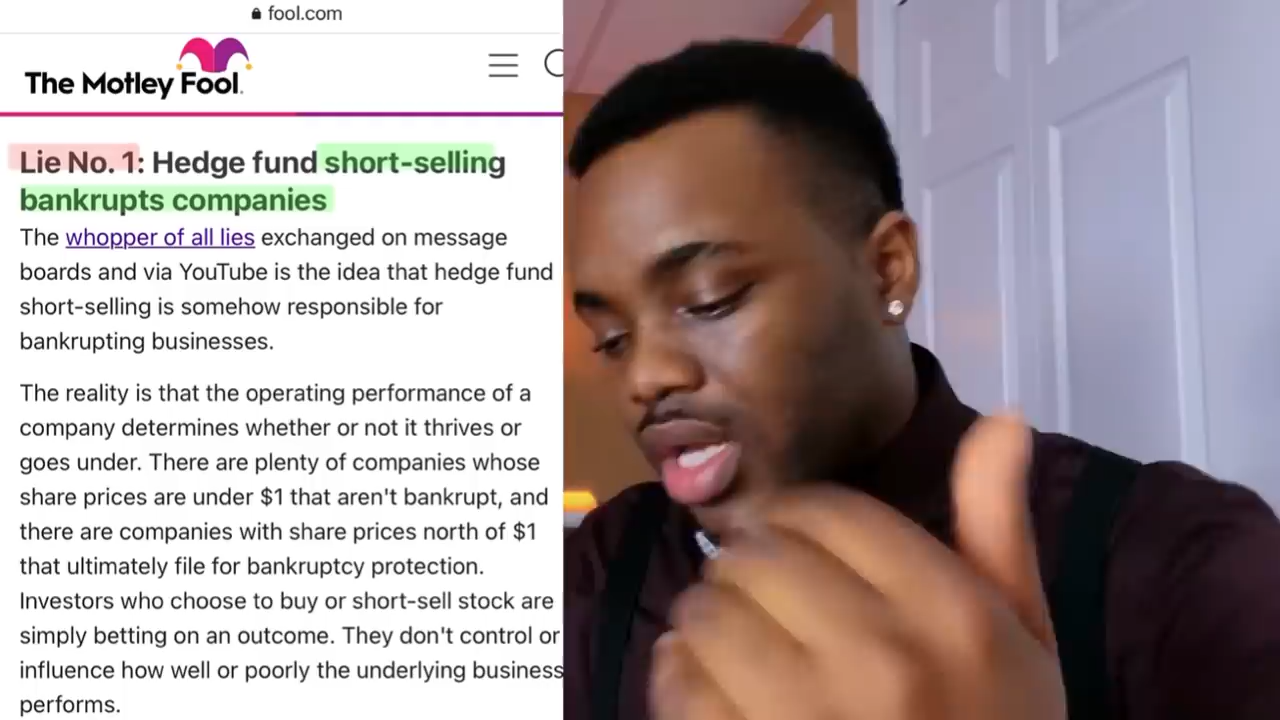 fool.com
The Motley Fool.
Lie No. 1: Hedge fund short-selling
bankrupts companies
The whopper of all lies exchanged on message
boards and via YouTube is the idea that hedge fund
short-selling is somehow responsible for
bankrupting businesses.
The reality is that the operating performance of a
company determines whether or not it thrives or
goes under. There are plenty of companies whose
share prices are under $1 that aren't bankrupt, and
there are companies with share prices north of $1
that ultimately file for bankruptcy protection.
Investors who choose to buy or short-sell stock are
simply betting on an outcome. They don't control or
influence how well or poorly the underlying business
performs.